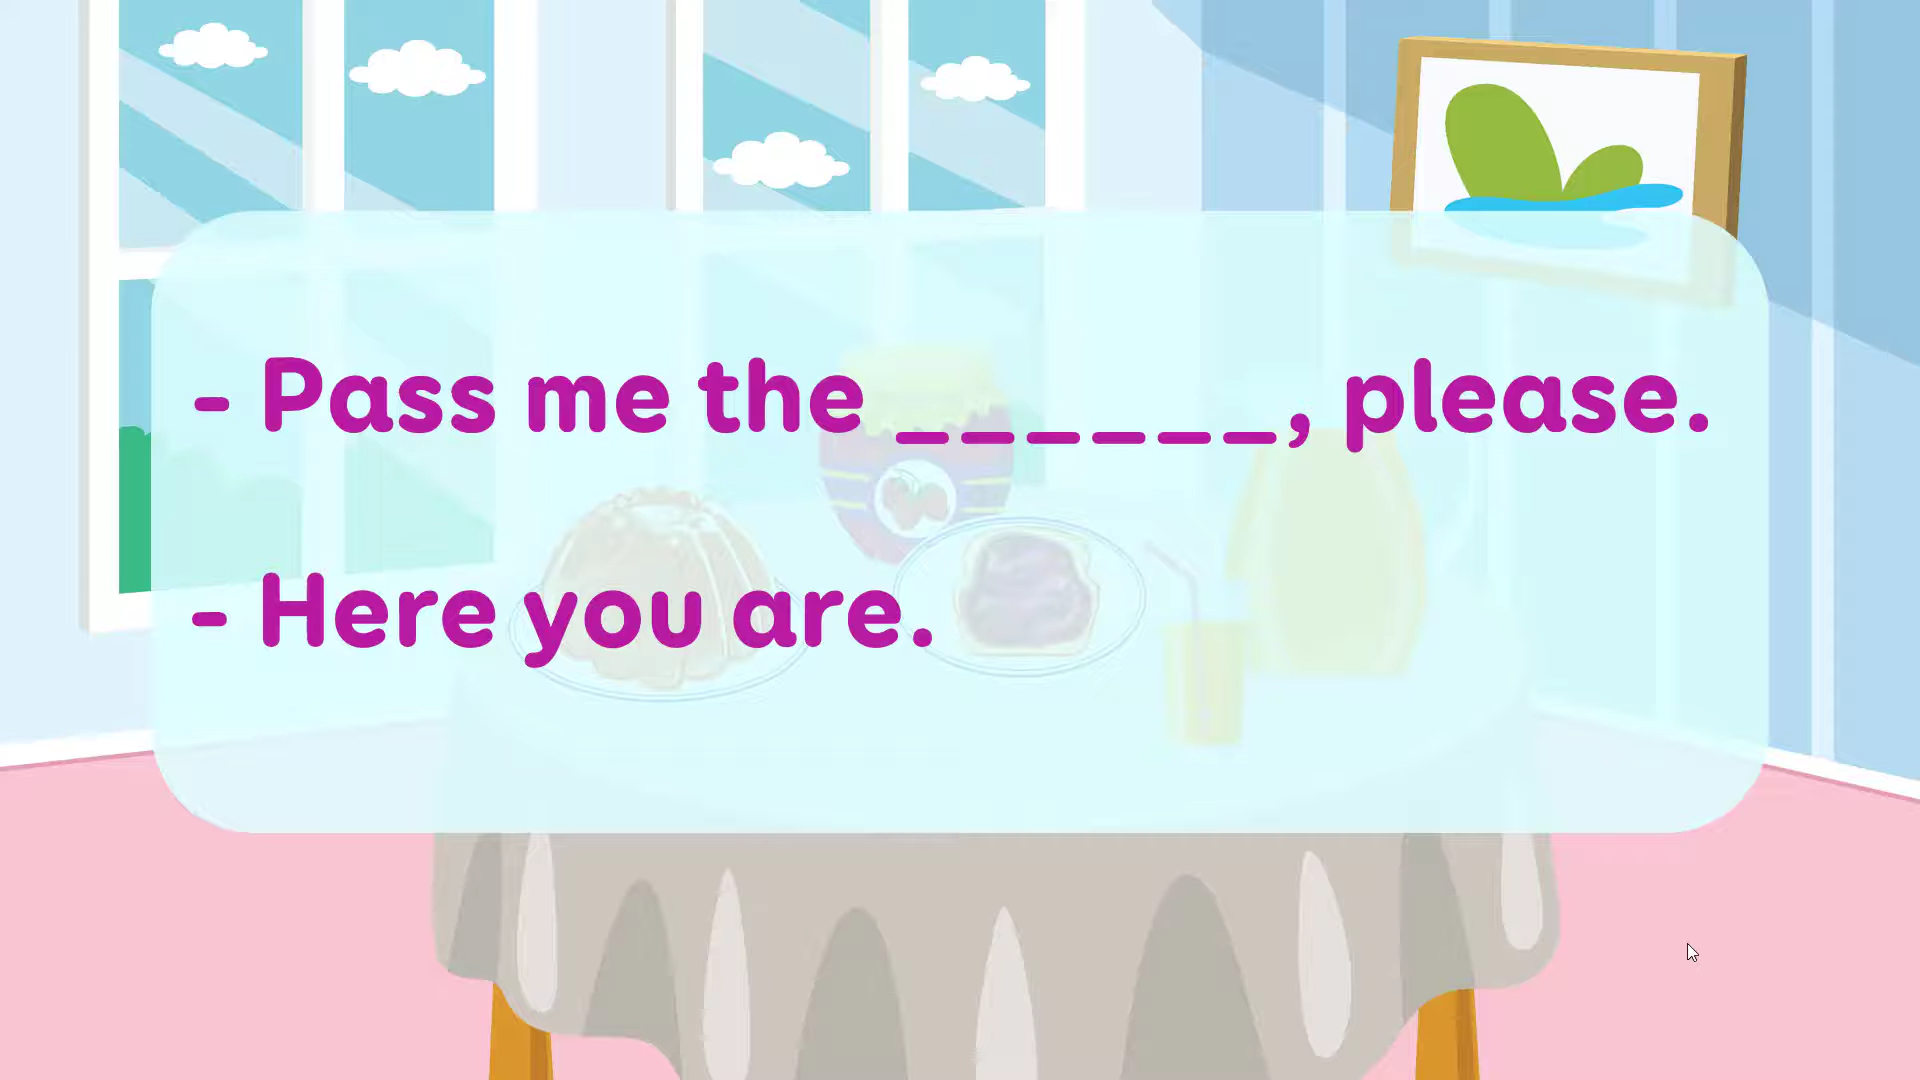 - Pass me the ______, please.
- Here you are.